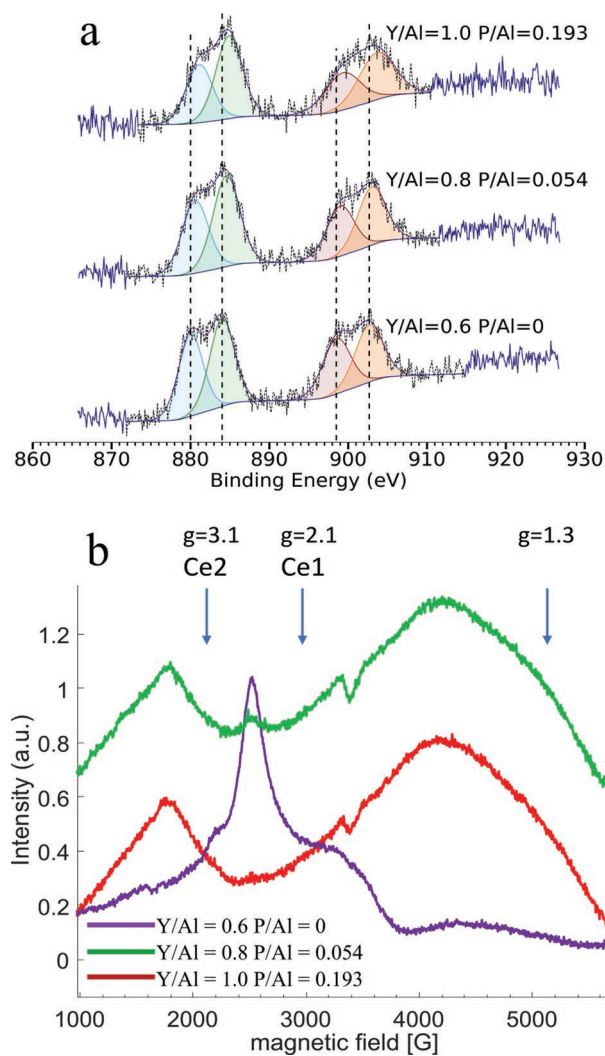 a
Y/Al=1.0 P/Al=0.193
Y/Al=0.8 P/Al=0.054
Y/Al=0.6 P/Al=0
860 870 880 890 900 910 920 930
Binding Energy (eV)
b
g=3.1 g=2.1 g=1.3
Ce2 Ce1
1.2
1
0.8
0.6
0.4
0.2
0
Intensity (a.u.)
Y/Al = 0.6 P/Al = 0
Y/Al = 0.8 P/Al = 0.054
Y/Al = 1.0 P/Al = 0.193
1000 2000 3000 4000 5000
magnetic field [G]